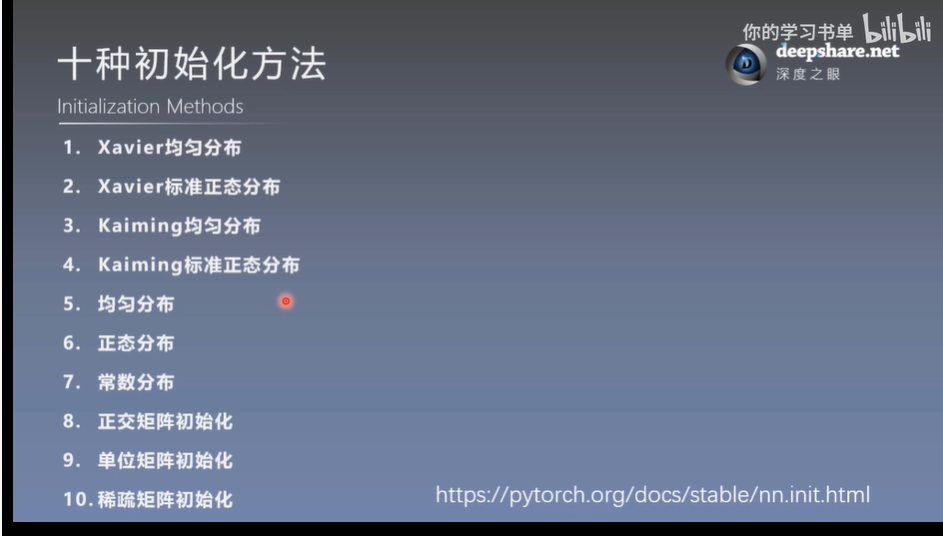 你的学习书单 bilibili
deepshare.net
深度之眼
十种初始化方法
Initialization Methods
1. Xavier均匀分布
2. Xavier标准正态分布
3. Kaiming均匀分布
4. Kaiming标准正态分布
5. 均匀分布
6. 正态分布
7. 常数分布
8. 正交矩阵初始化
9. 单位矩阵初始化
10. 稀疏矩阵初始化
https://pytorch.org/docs/stable/nn.init.html